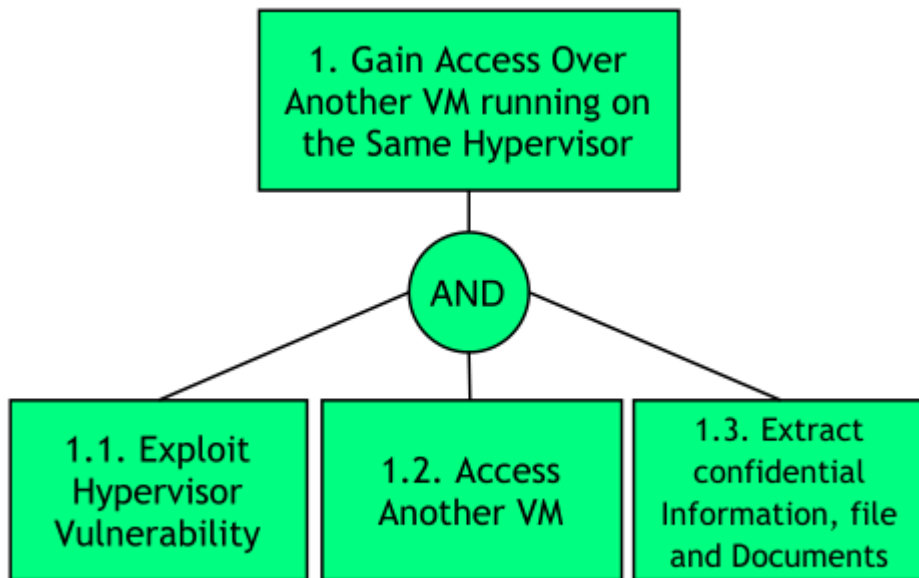 1. Gain Access Over
Another VM running on
the Same Hypervisor
AND
1.1. Exploit
Hypervisor
Vulnerability
1.2. Access
Another VM
1.3. Extract
confidential
Information, file
and Documents